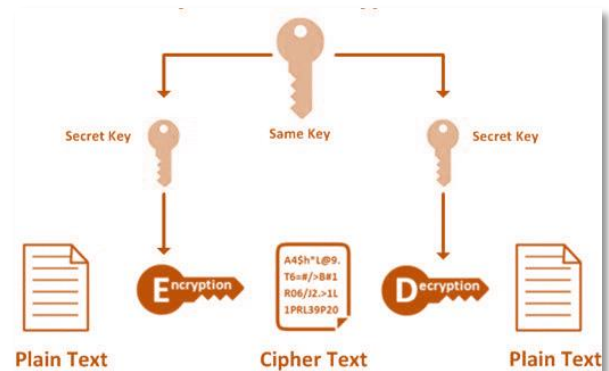 Secret Key
Same Key
Secret Key
Encryption
A4$h*L@9.
T6=#/>B#1
R06/J2.>1L
1PRL39P20
Decryption
Plain Text
Cipher Text
Plain Text